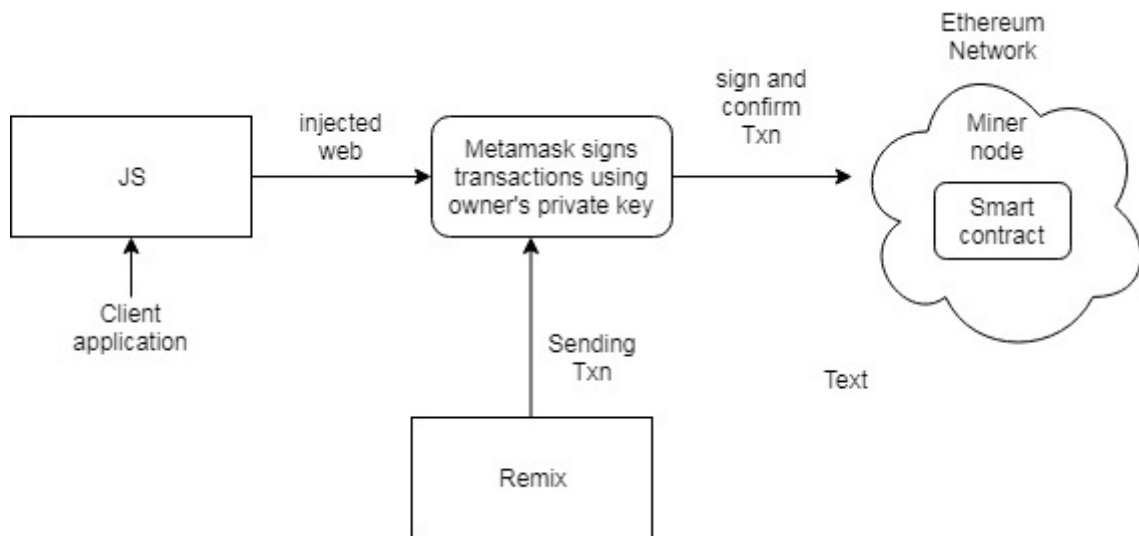 Ethereum
Network
JS
injected
web
Metamask signs
transactions using
owner's private key
sign and
confirm
Txn
Miner
node
Smart
contract
Client
application
Sending
Txn
Text
Remix